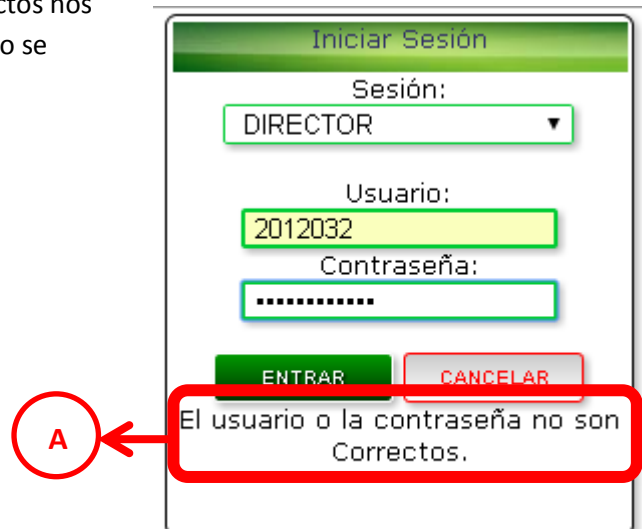 ctos nos
o se
Iniciar Sesión
Sesión:
DIRECTOR
Usuario:
2012032
Contraseña:
••••••••••••
ENTRAR CANCELAR
El usuario o la contraseña no son
Correctos.
A